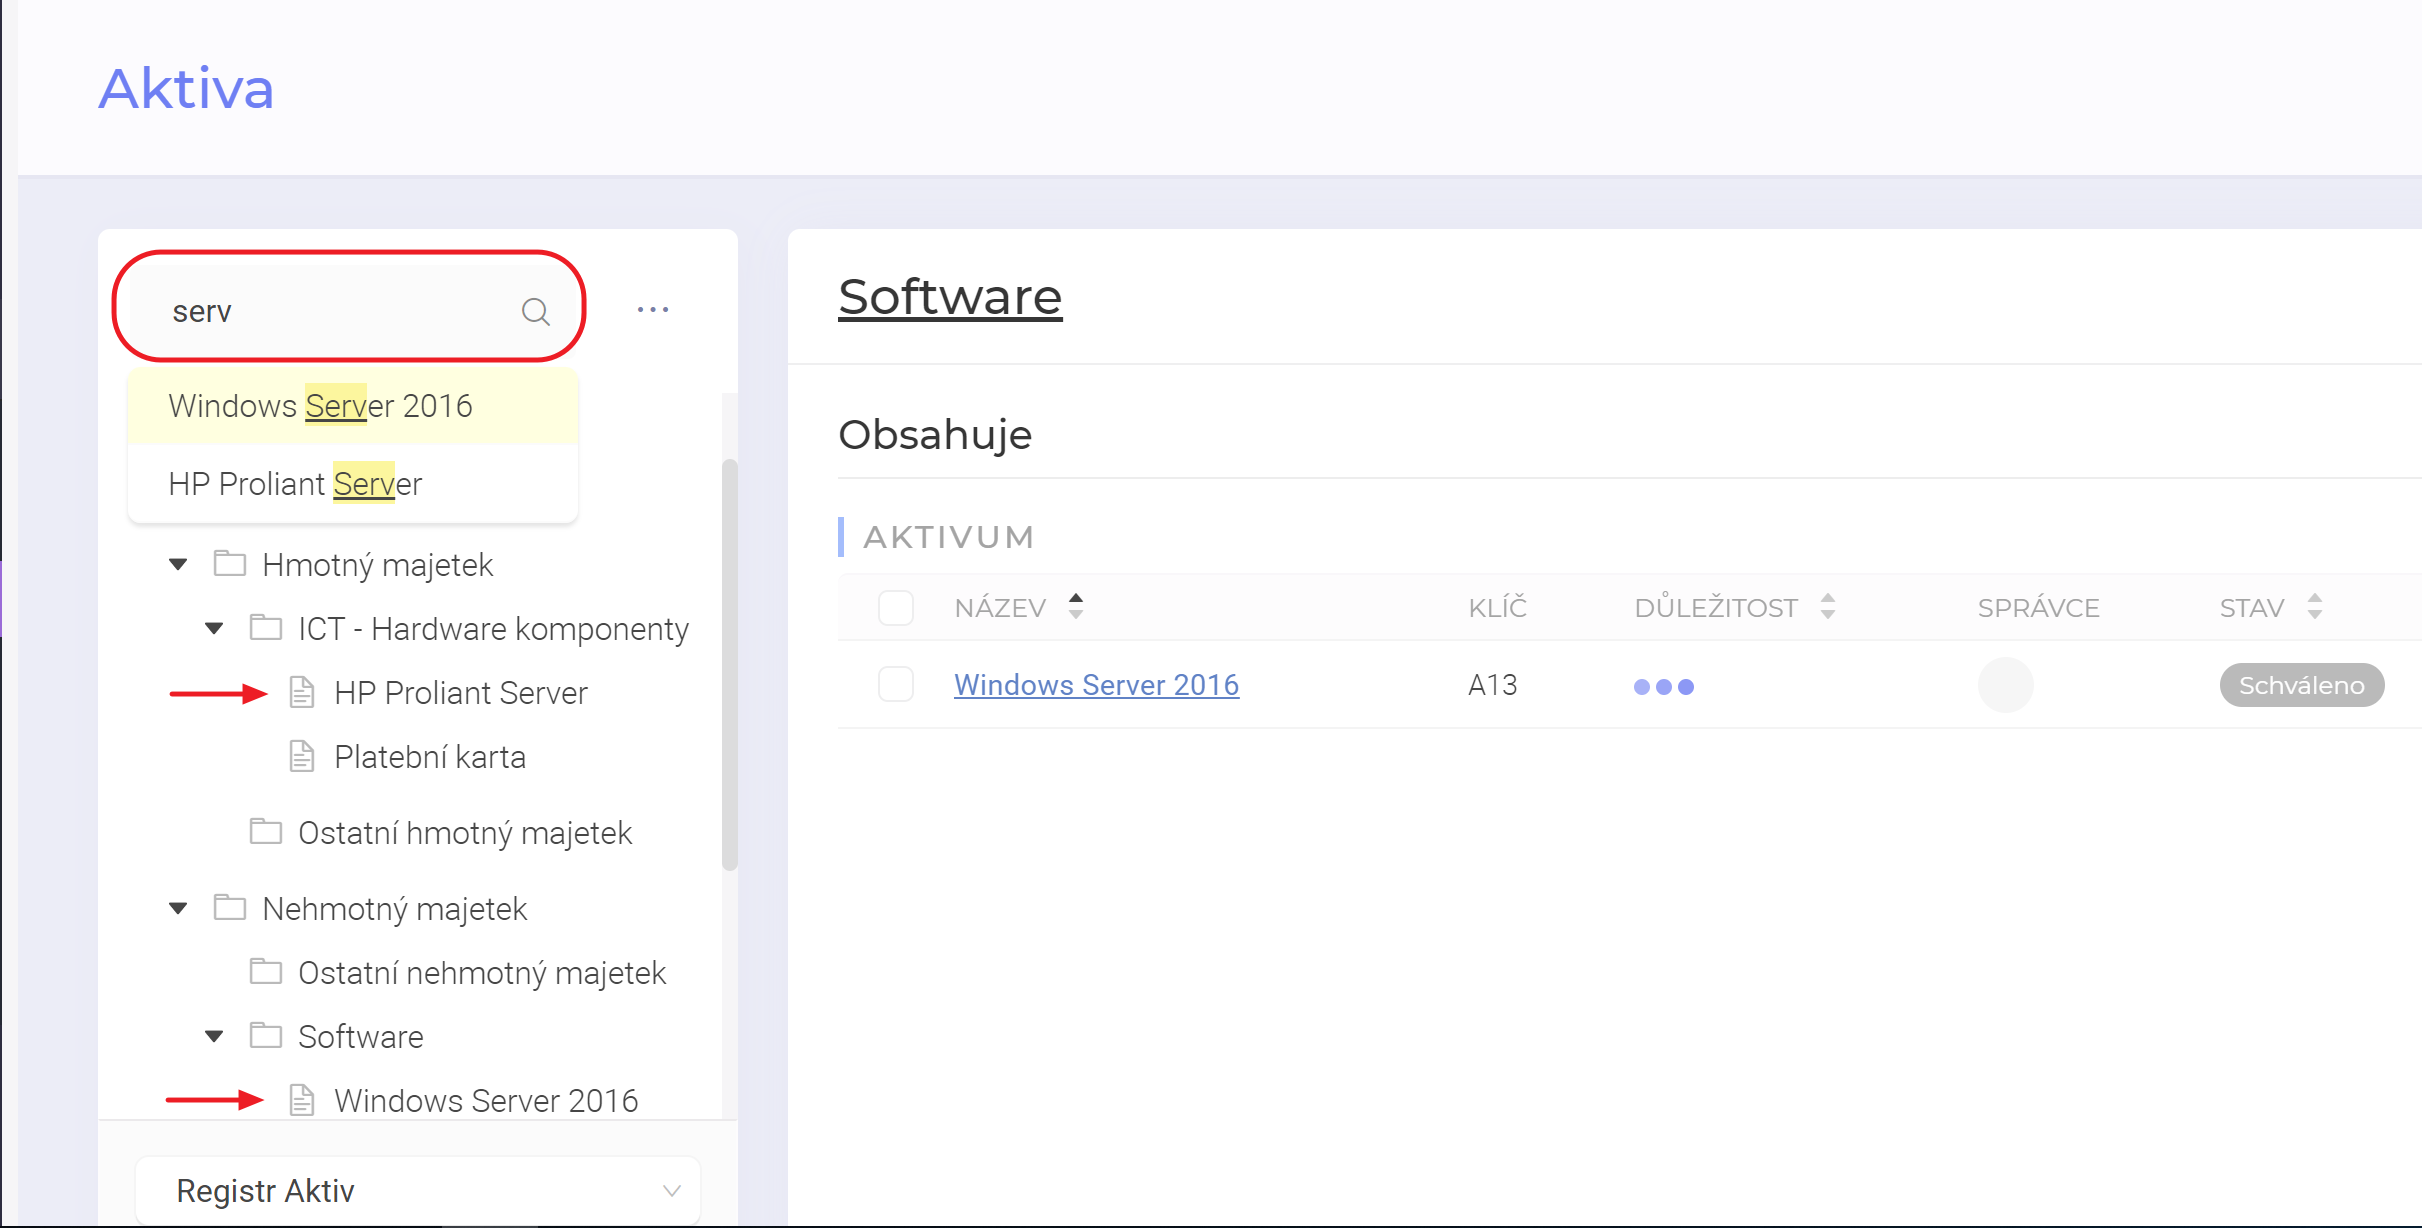 Aktiva
serv
Windows Server 2016
HP Proliant Server
Hmotný majetek
ICT - Hardware komponenty
HP Proliant Server
Platební karta
Ostatní hmotný majetek
Nehmotný majetek
Ostatní nehmotný majetek
Software
Windows Server 2016
Registr Aktiv
Software
Obsahuje
AKTIVUM
NÁZEV KLÍČ DŮLEŽITOST SPRÁVCE STAV
Windows Server 2016 A13 Schváleno